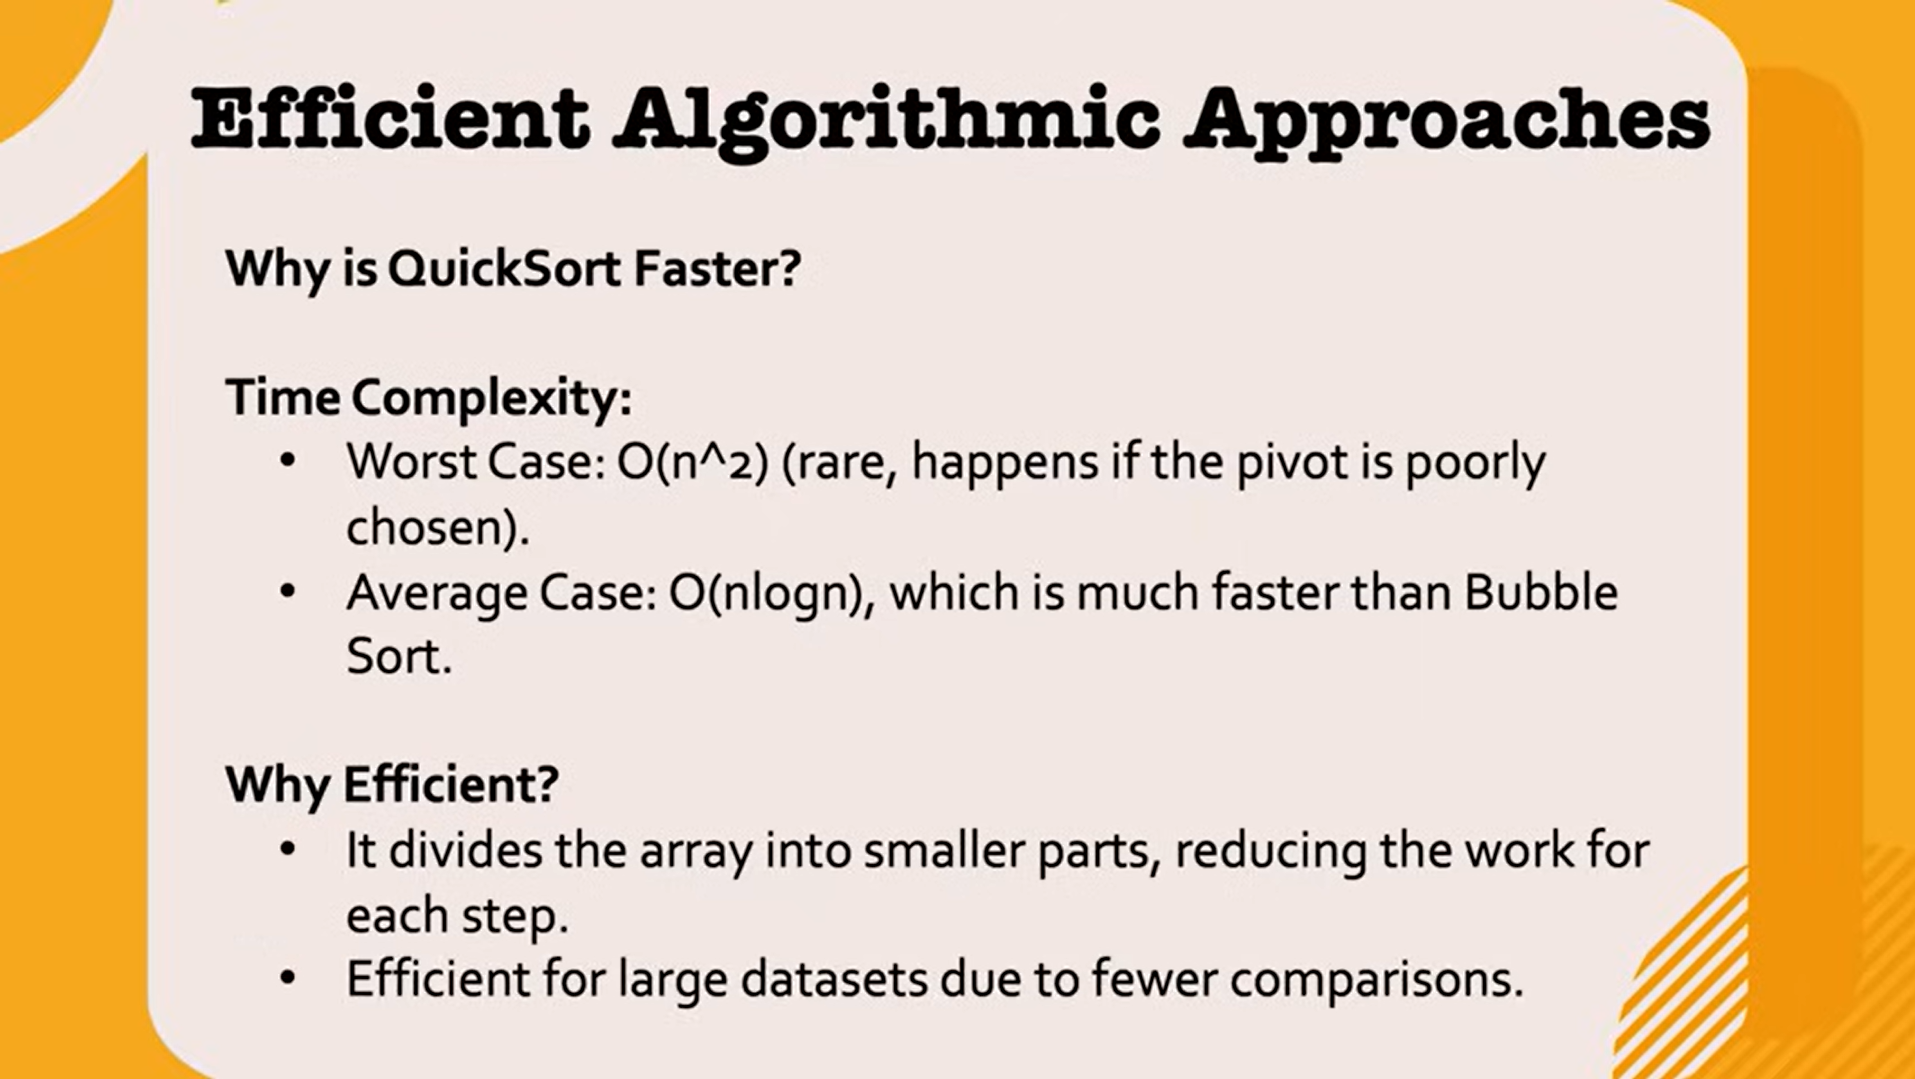 Efficient Algorithmic Approaches
Why is QuickSort Faster?
Time Complexity:
• Worst Case: O(n^2) (rare, happens if the pivot is poorly
chosen).
• Average Case: O(nlogn), which is much faster than Bubble
Sort.
Why Efficient?
• It divides the array into smaller parts, reducing the work for
each step.
• Efficient for large datasets due to fewer comparisons.